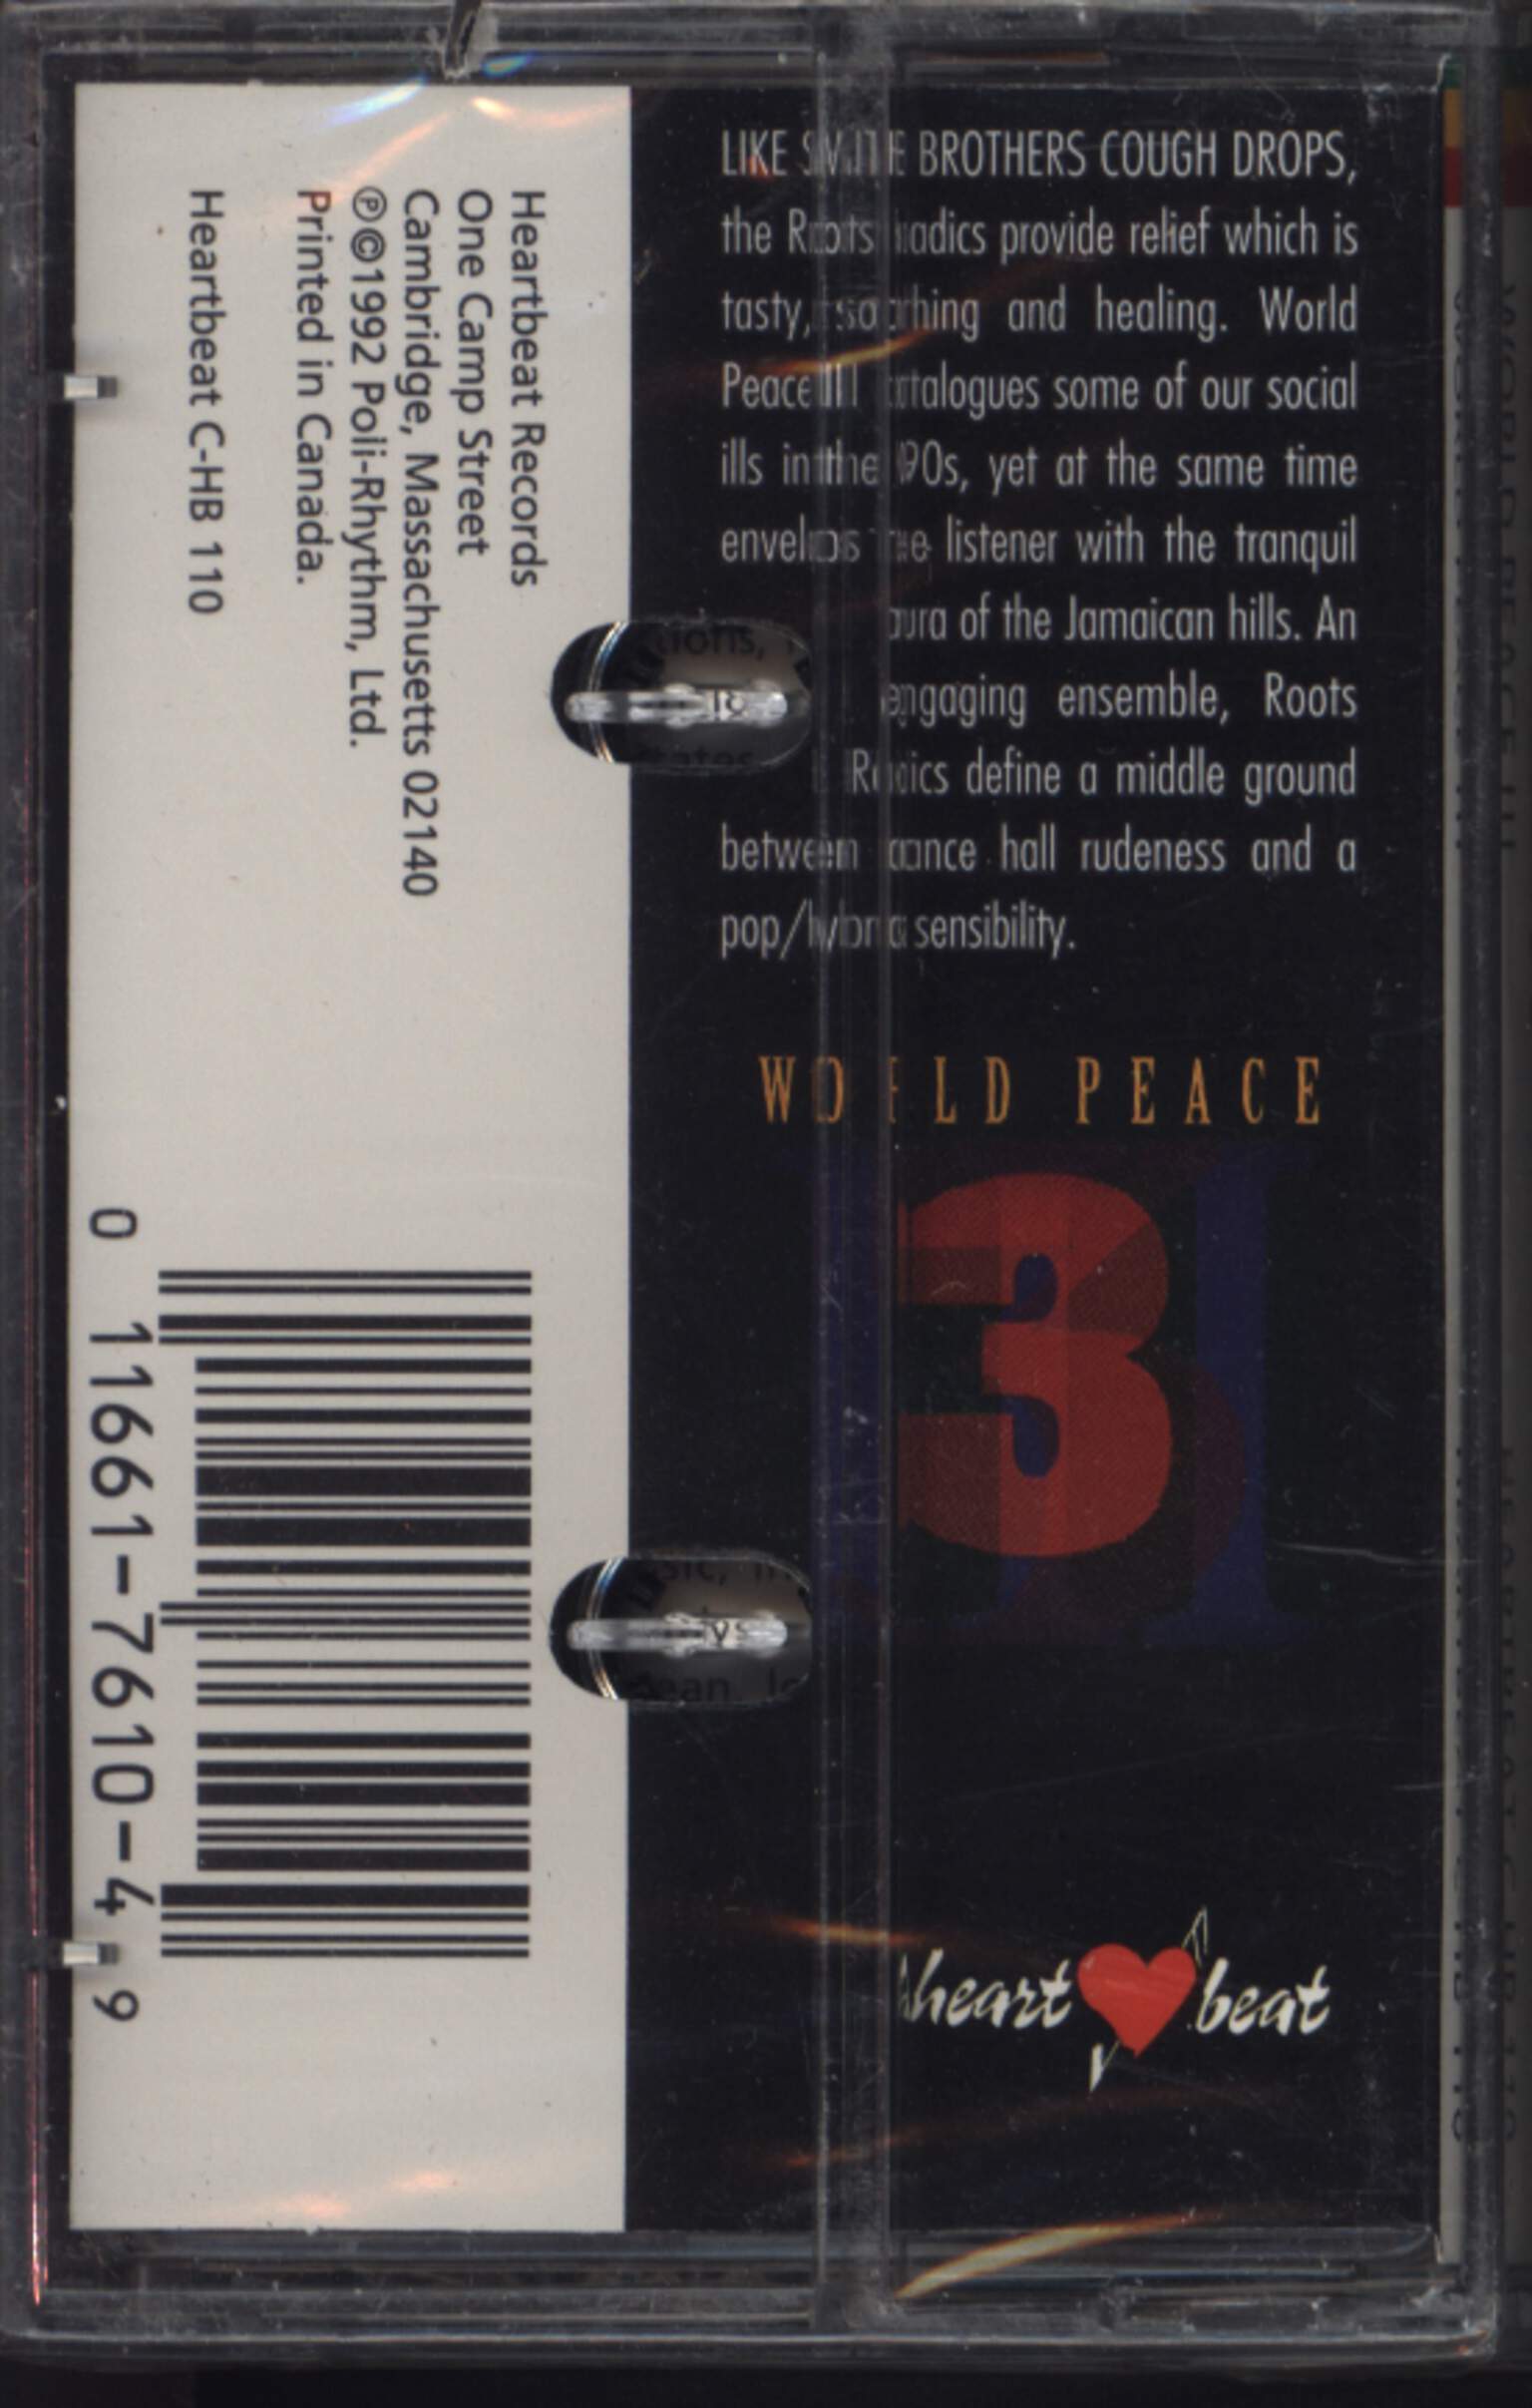 LIKE SMITH BROTHERS COUGH DROPS,
the Roots Radics provide relief which is
tasty, soothing and healing. World
Peace III catalogues some of our social
ills in the '90s, yet at the same time
envelops the listener with the tranquil
aura of the Jamaican hills. An
engaging ensemble, Roots
Radics define a middle ground
between dance hall rudeness and a
pop/hybrid sensibility.
WORLD PEACE
3
heart beat
Heartbeat Records
One Camp Street
Cambridge, Massachusetts 02140
℗©1992 Poli-Rhythm, Ltd.
Printed in Canada.
Heartbeat C-HB 110
0 11661-7610-4 9